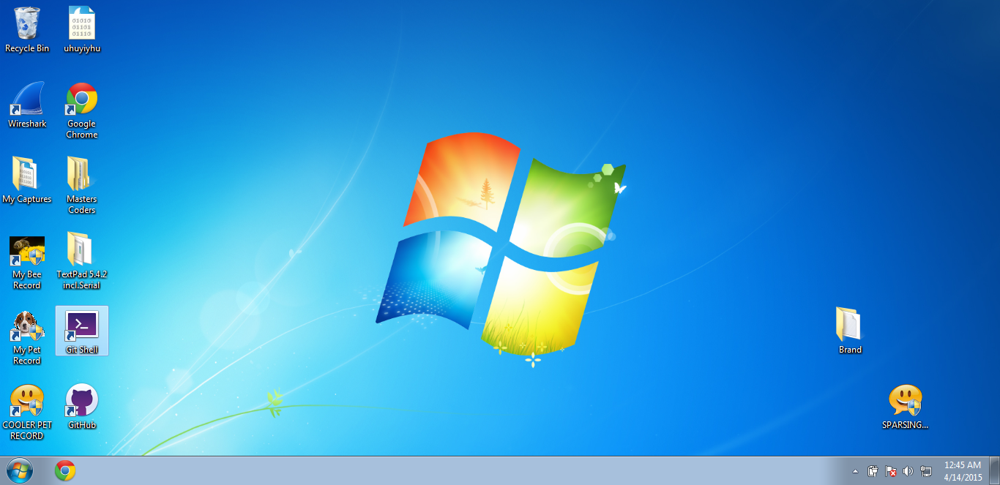 Recycle Bin
uhuyiyhu
Wireshark
Google
Chrome
My Captures
Masters
Coders
My Bee
Record
TextPad 5.4.2
incl.Serial
My Pet
Record
Git Shell
COOLER PET
RECORD
GitHub
Brand
SPARSING...
12:45 AM
4/14/2015